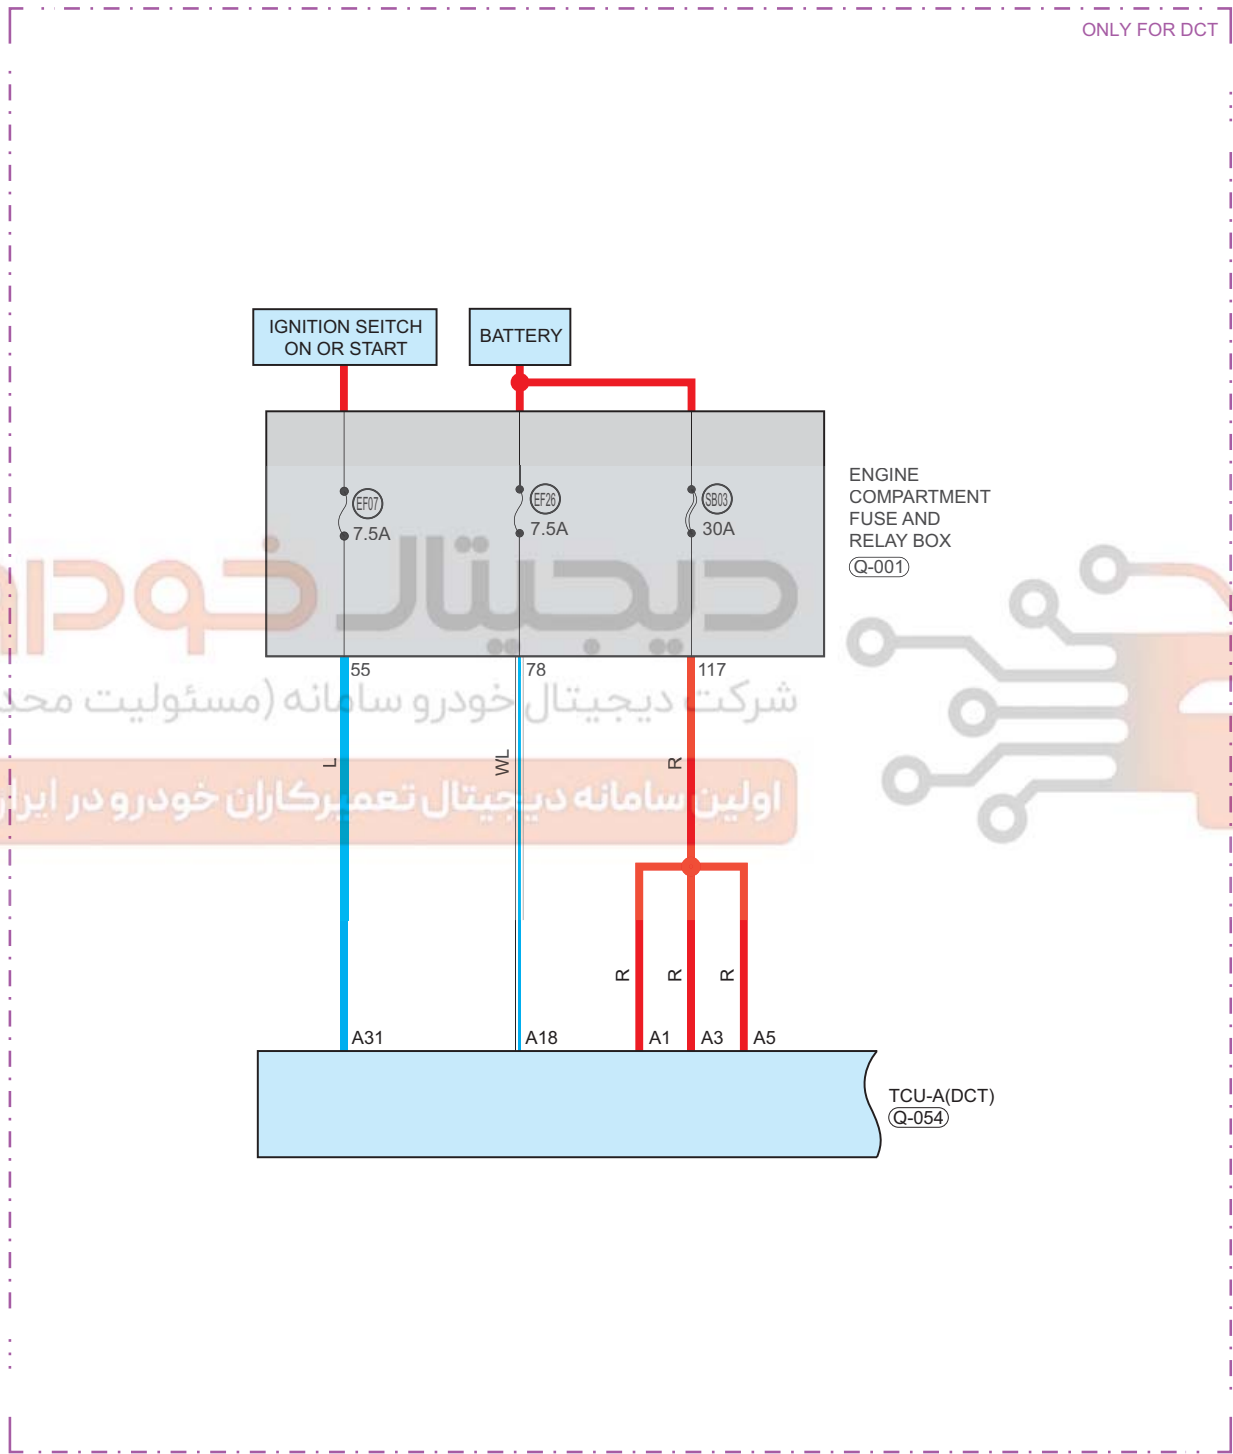 ONLY FOR DCT
IGNITION SEITCH
ON OR START
BATTERY
EF07
7.5A
EF26
7.5A
SB03
30A
ENGINE
COMPARTMENT
FUSE AND
RELAY BOX
Q-001
دیجیتال خودرو
55
78
117
شرکت دیجیتال خودرو سامانه (مسئولیت
L
WL
R
اولین سامانه دیجیتال تعمیرکاران خودرو در ایران
R
R
R
A31
A18
A1
A3
A5
TCU-A(DCT)
Q-054